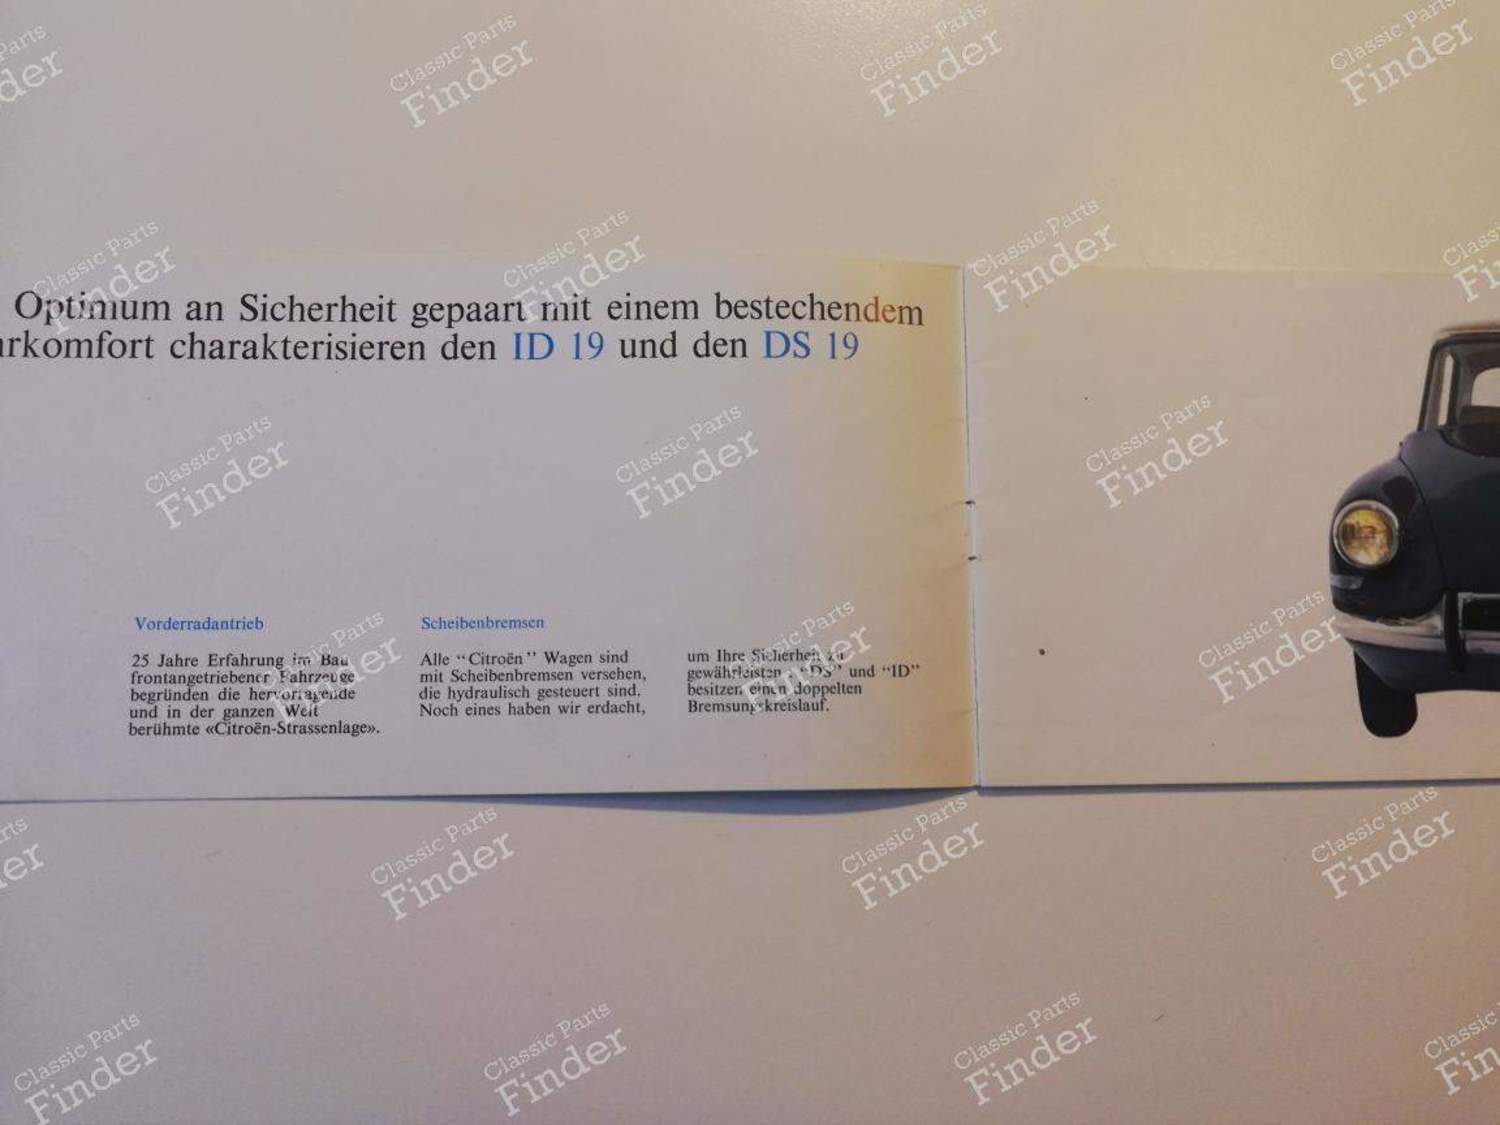 Optimum an Sicherheit gepaart mit einem bestechendem
arkomfort charakterisieren den ID 19 und den DS 19
Vorderradantrieb
25 Jahre Erfahrung im Bau
frontangetriebener Fahrzeuge
begründen die hervorragende
und in der ganzen Welt
berühmte «Citroën-Strassenlage».
Scheibenbremsen
Alle “Citroën” Wagen sind
mit Scheibenbremsen versehen,
die hydraulisch gesteuert sind.
Noch eines haben wir erdacht,
um Ihre Sicherheit zu
gewährleisten “DS” und “ID”
besitzen einen doppelten
Bremsungskreislauf.
Classic Parts
Finder